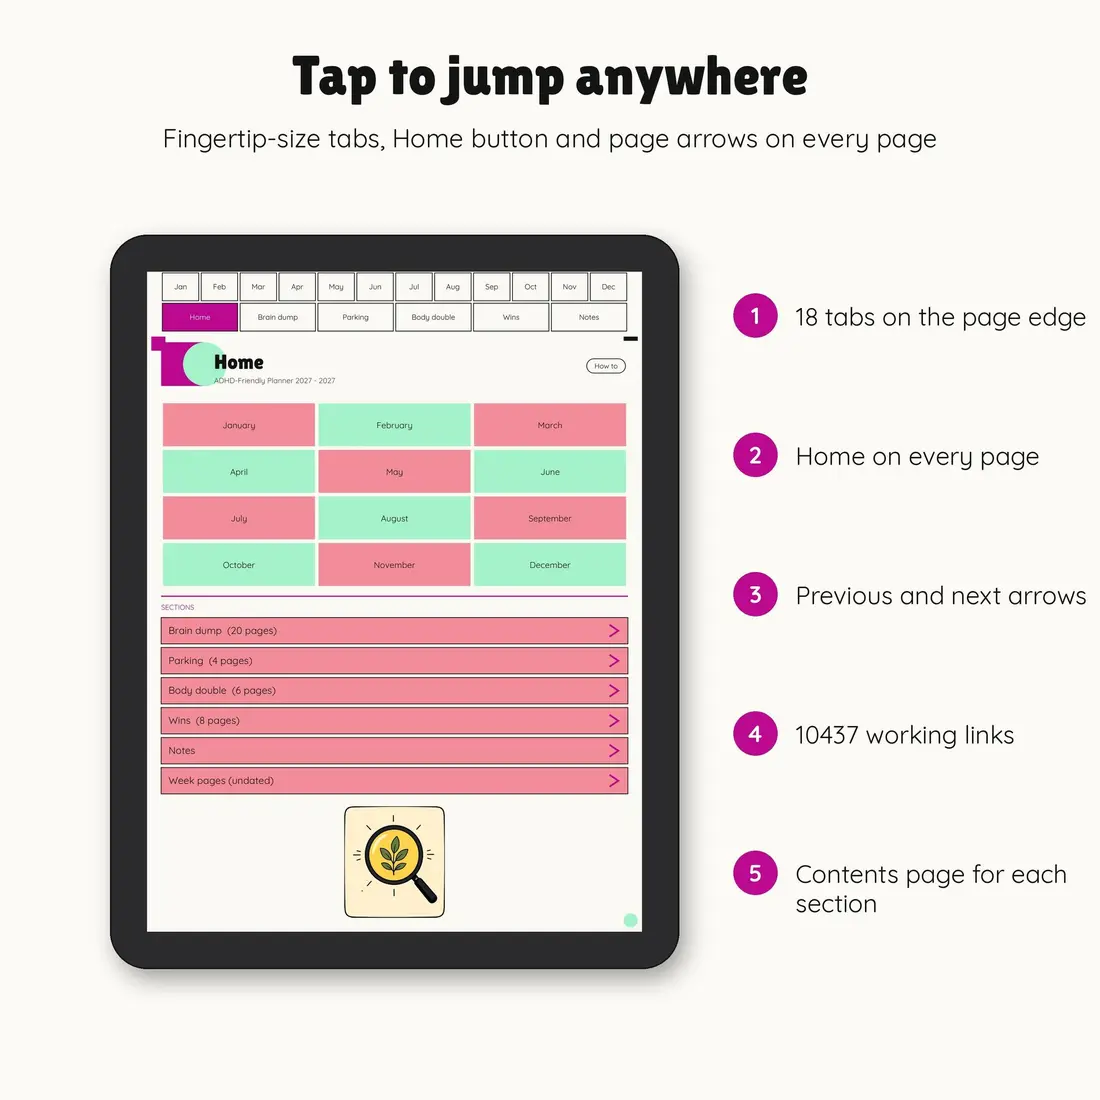 Tap to jump anywhere
Fingertip-size tabs, Home button and page arrows on every page
Jan Feb Mar Apr May Jun Jul Aug Sep Oct Nov Dec
Home Brain dump Parking Body double Wins Notes
Home
How to
ADHD-Friendly Planner 2027 - 2027
January February March
April May June
July August September
October November December
SECTIONS
Brain dump (20 pages)
Parking (4 pages)
Body double (6 pages)
Wins (8 pages)
Notes
Week pages (undated)
1 18 tabs on the page edge
2 Home on every page
3 Previous and next arrows
4 10437 working links
5 Contents page for each
section